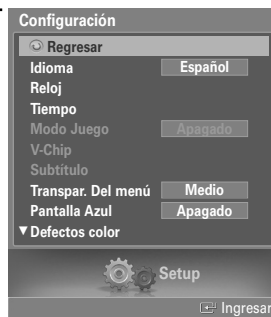 Configuración
Regresar
Idioma Español
Reloj
Tiempo
Modo Juego Apagado
V-Chip
Subtítulo
Transpar. Del menú Medio
Pantalla Azul Apagado
▼Defectos color
Setup
Ingresar